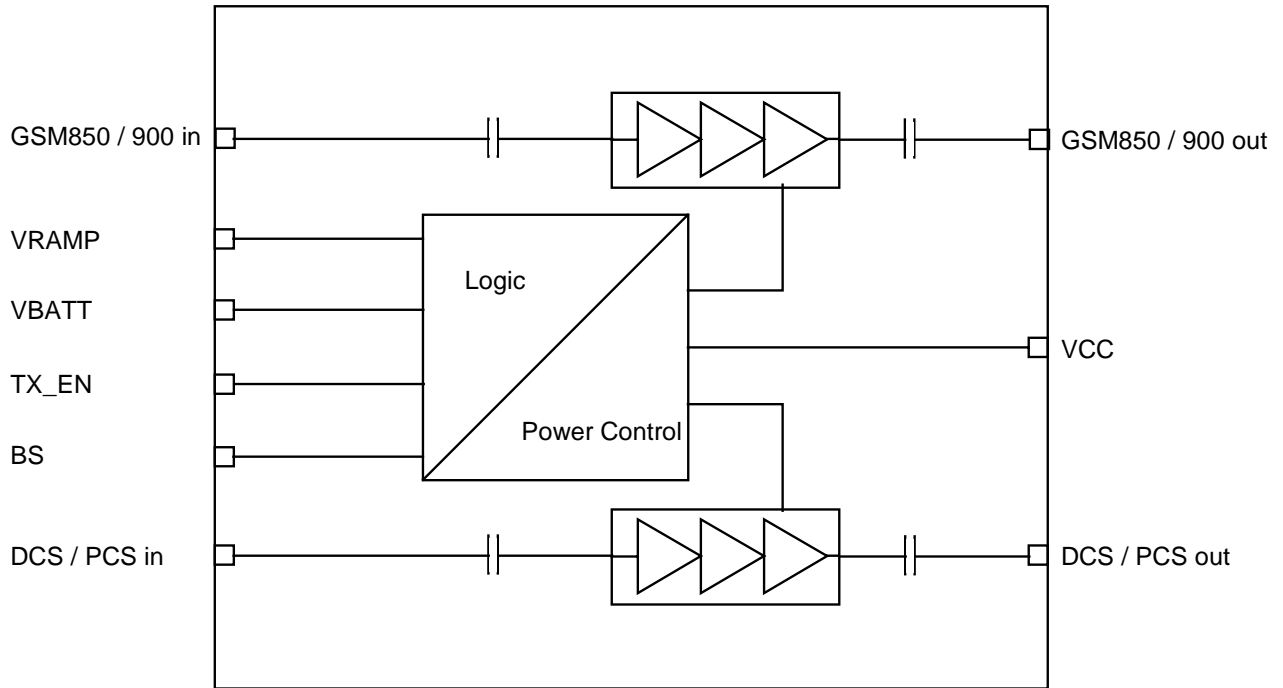 GSM850 / 900 in
GSM850 / 900 out
VRAMP
Logic
VBATT
VCC
TX_EN
Power Control
BS
DCS / PCS in
DCS / PCS out